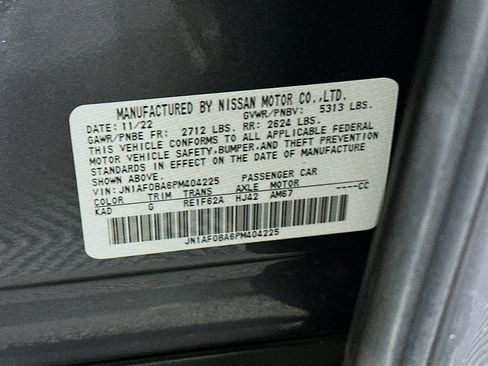 MANUFACTURED BY NISSAN MOTOR CO.,LTD.
DATE: 11/22 GVWR/PNBV: 5313 LBS.
GAWR/PNBE FR: 2712 LBS. RR: 2624 LBS.
THIS VEHICLE CONFORMS TO ALL APPLICABLE FEDERAL
MOTOR VEHICLE SAFETY,BUMPER,AND THEFT PREVENTION
STANDARDS IN EFFECT ON THE DATE OF MANUFACTURE
SHOWN ABOVE.
VIN: JN1AF0BA6PM404225 PASSENGER CAR
COLOR TRIM TRANS AXLE MOTOR ----CC
KAD G RE1F62A HJ42 AM67
JN1AF0BA6PM404225